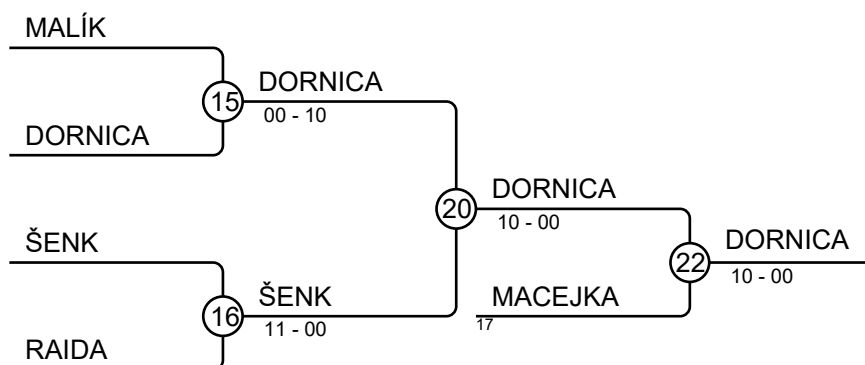 MALÍK
15
DORNICA
00 - 10
DORNICA
20
DORNICA
10 - 00
ŠENK
16
ŠENK
11 - 00
RAIDA
MACEJKA
17
22
DORNICA
10 - 00